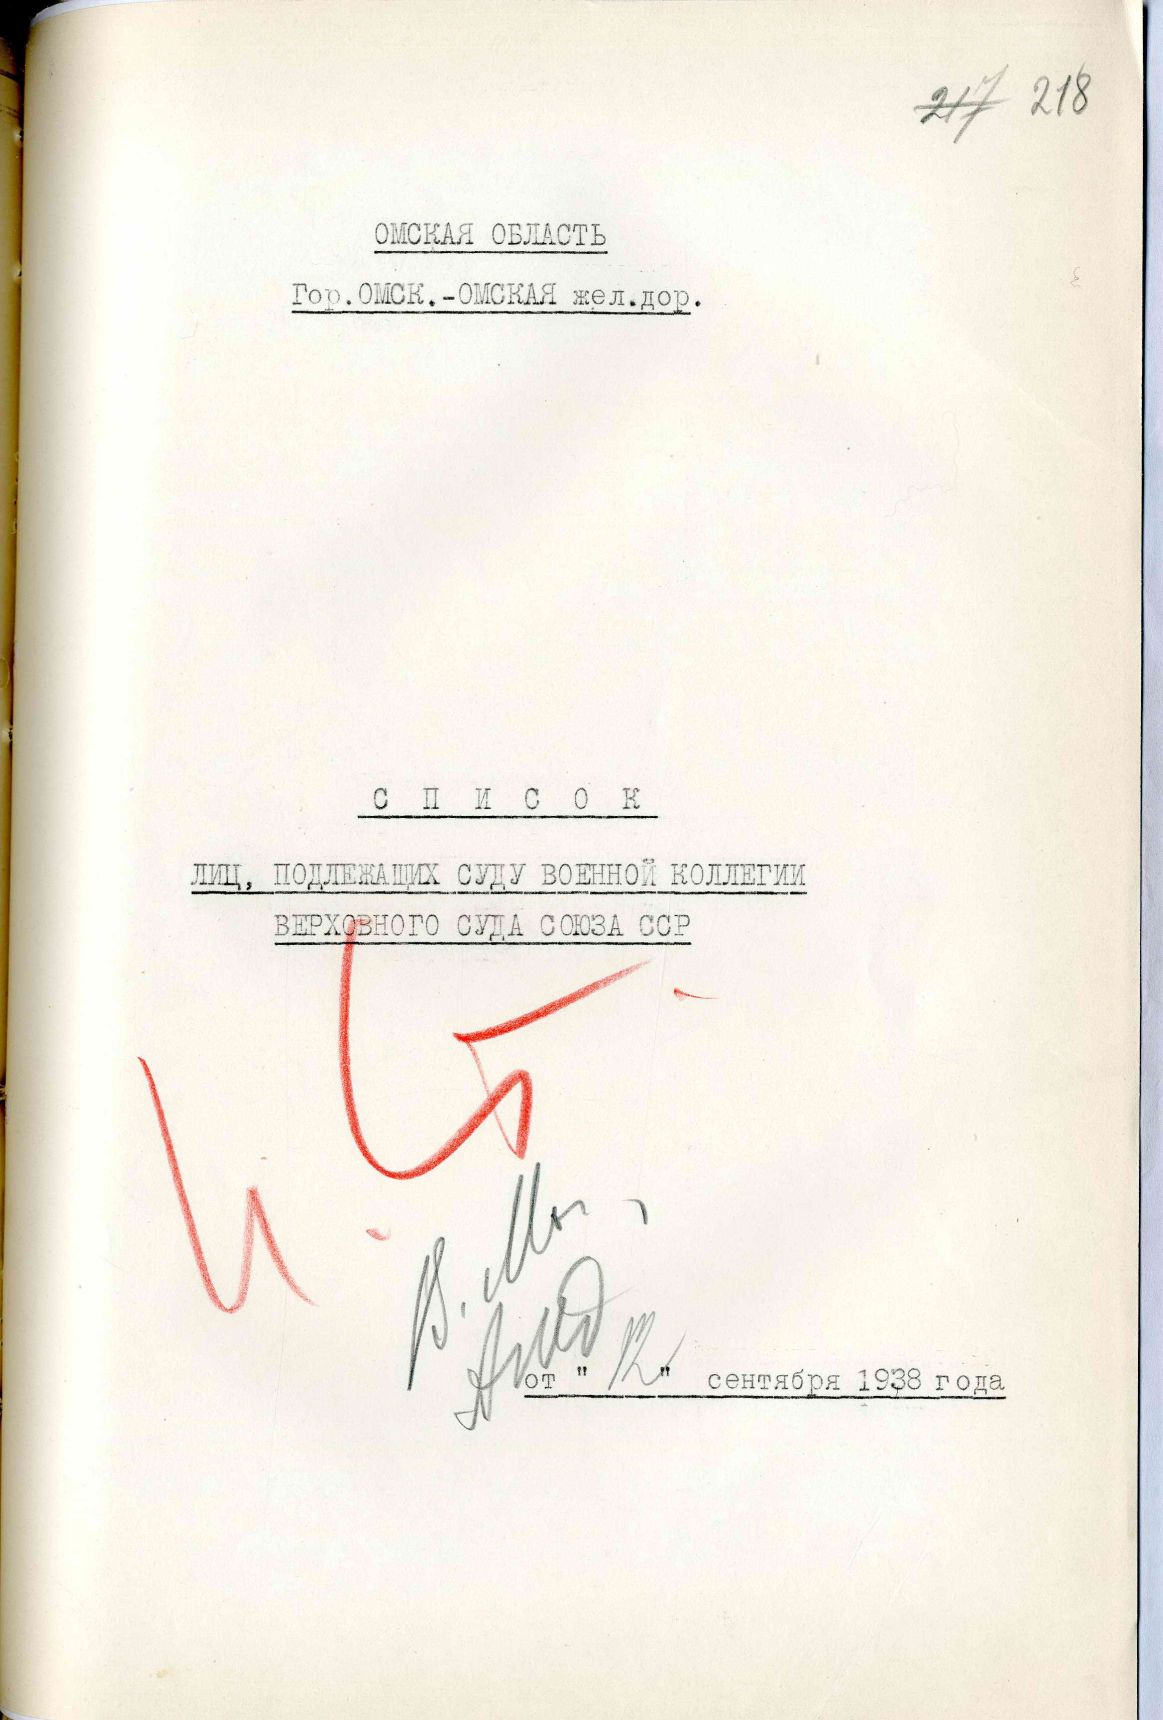 217 218
ОМСКАЯ ОБЛАСТЬ
Гор.ОМСК.-ОМСКАЯ жел.дор.
С П И С О К
ЛИЦ, ПОДЛЕЖАЩИХ СУДУ ВОЕННОЙ КОЛЛЕГИИ
ВЕРХОВНОГО СУДА СОЮЗА ССР
И. Ст.
В. Мол
от "12" сентября 1938 года